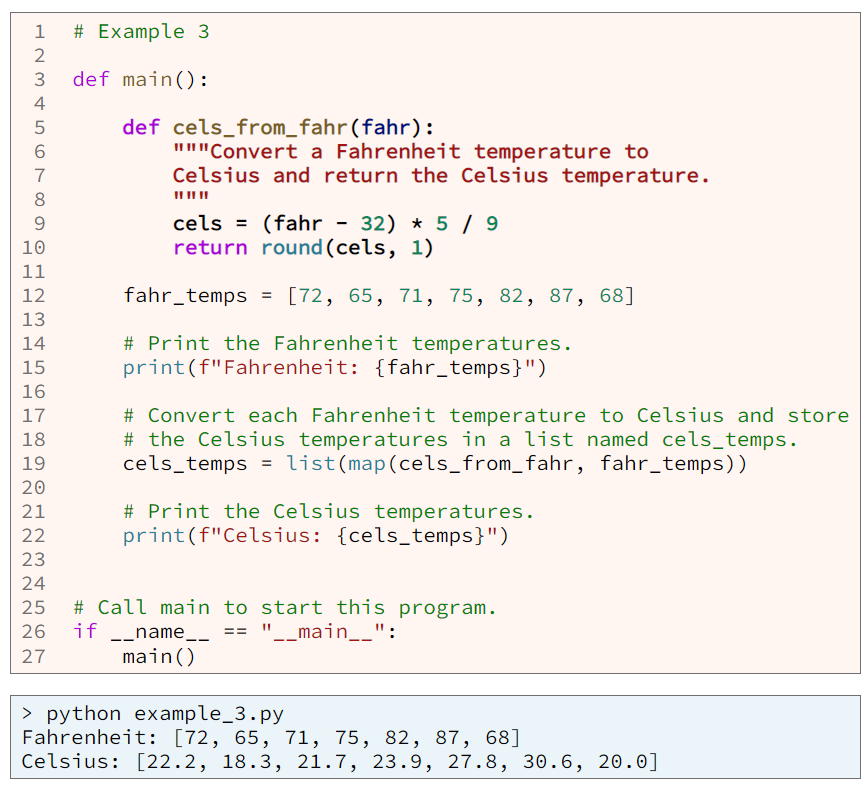 1 # Example 3
2
3 def main():
4
5     def cels_from_fahr(fahr):
6         """Convert a Fahrenheit temperature to
7         Celsius and return the Celsius temperature.
8         """
9         cels = (fahr - 32) * 5 / 9
10         return round(cels, 1)
11
12     fahr_temps = [72, 65, 71, 75, 82, 87, 68]
13
14     # Print the Fahrenheit temperatures.
15     print(f"Fahrenheit: {fahr_temps}")
16
17     # Convert each Fahrenheit temperature to Celsius and store
18     # the Celsius temperatures in a list named cels_temps.
19     cels_temps = list(map(cels_from_fahr, fahr_temps))
20
21     # Print the Celsius temperatures.
22     print(f"Celsius: {cels_temps}")
23
24
25 # Call main to start this program.
26 if __name__ == "__main__":
27     main()
> python example_3.py
Fahrenheit: [72, 65, 71, 75, 82, 87, 68]
Celsius: [22.2, 18.3, 21.7, 23.9, 27.8, 30.6, 20.0]